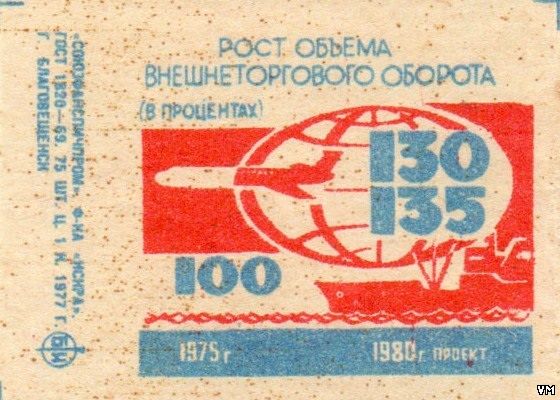 РОСТ ОБЪЕМА
ВНЕШНЕТОРГОВОГО ОБОРОТА
(В ПРОЦЕНТАХ)
130
135
100
1975 г
1980 г ПРОЕКТ
«СОЮЗФАНСПИЧПРОМ» Ф-КА «ИСКРА»
ГОСТ 1820—69. 75 ШТ. Ц. 1 К. 1977 Г.
Г. БЛАГОВЕЩЕНСК
VM